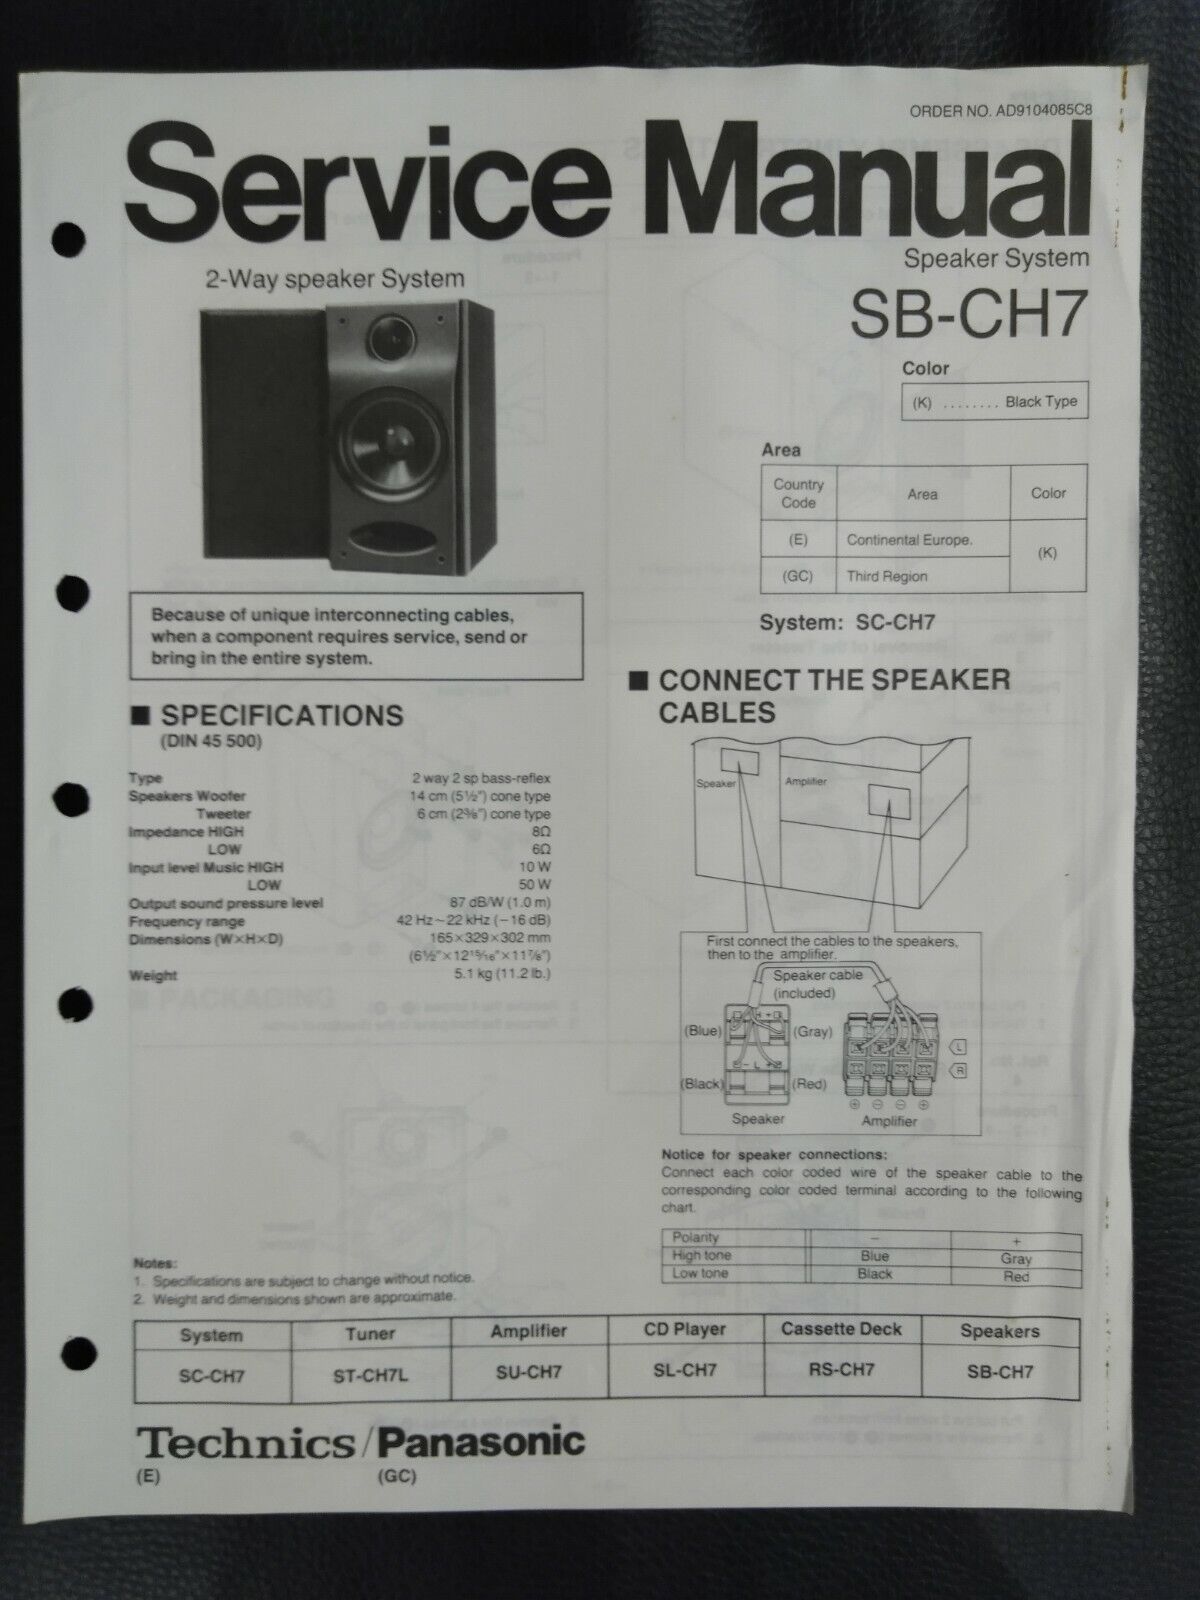 ORDER NO. AD9104085C8
Service Manual
Speaker System
2-Way speaker System
SB-CH7
Color
(K) ........ Black Type
Area
Country Code Area Color
(E) Continental Europe. (K)
(GC) Third Region
System: SC-CH7
Because of unique interconnecting cables,
when a component requires service, send or
bring in the entire system.
■ SPECIFICATIONS
(DIN 45 500)
Type 2 way 2 sp bass-reflex
Speakers Woofer 14 cm (5½") cone type
Tweeter 6 cm (2⅜") cone type
Impedance HIGH 8Ω
LOW 6Ω
Input level Music HIGH 10 W
LOW 50 W
Output sound pressure level 87 dB/W (1.0 m)
Frequency range 42 Hz~22 kHz (−16 dB)
Dimensions (W×H×D) 165×329×302 mm
(6½"×12 15/16"×11⅞")
Weight 5.1 kg (11.2 lb.)
Notes:
1. Specifications are subject to change without notice.
2. Weight and dimensions shown are approximate.
■ CONNECT THE SPEAKER
CABLES
Speaker
Amplifier
First connect the cables to the speakers,
then to the amplifier.
Speaker cable
(included)
(Blue) H + (Gray)
− L +
(Black) (Red)
L
R
⊕ ⊖ ⊖ ⊕
Speaker Amplifier
Notice for speaker connections:
Connect each color coded wire of the speaker cable to the
corresponding color coded terminal according to the following
chart.
Polarity − +
High tone Blue Gray
Low tone Black Red
System Tuner Amplifier CD Player Cassette Deck Speakers
SC-CH7 ST-CH7L SU-CH7 SL-CH7 RS-CH7 SB-CH7
Technics/Panasonic
(E) (GC)